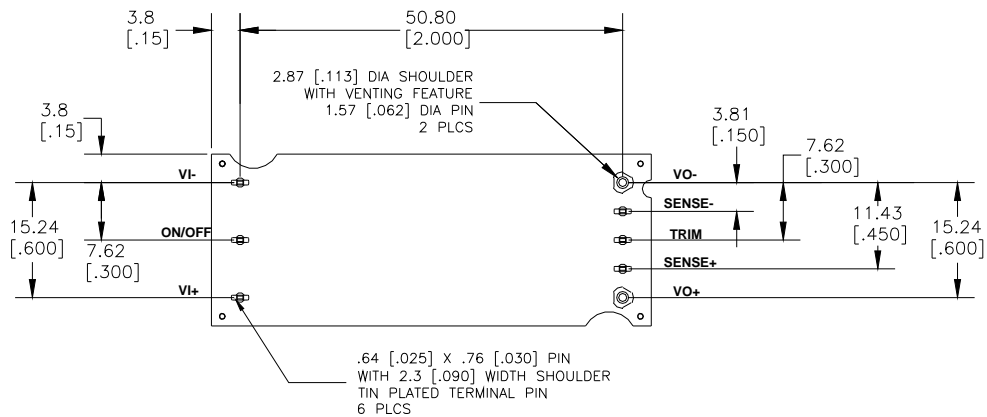 3.8
[.15]
50.80
[2.000]
2.87 [.113] DIA SHOULDER
WITH VENTING FEATURE
1.57 [.062] DIA PIN
2 PLCS
3.8
[.15]
3.81
[.150]
7.62
[.300]
VI-
VO-
SENSE-
15.24
[.600]
ON/OFF
7.62
[.300]
TRIM
11.43
[.450]
15.24
[.600]
SENSE+
VI+
VO+
.64 [.025] X .76 [.030] PIN
WITH 2.3 [.090] WIDTH SHOULDER
TIN PLATED TERMINAL PIN
6 PLCS